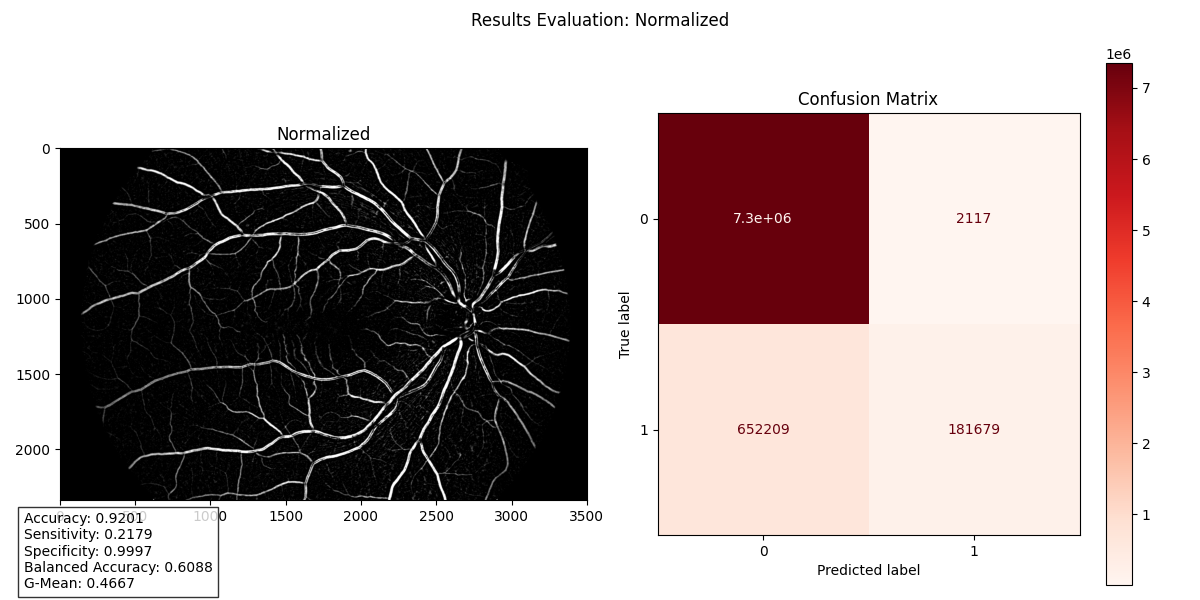 Results Evaluation: Normalized
Normalized
0
500
1000
1500
2000
0 500 1000 1500 2000 2500 3000 3500
Accuracy: 0.9201
Sensitivity: 0.2179
Specificity: 0.9997
Balanced Accuracy: 0.6088
G-Mean: 0.4667
Confusion Matrix
True label
0
1
7.3e+06 2117
652209 181679
0 1
Predicted label
1e6
7
6
5
4
3
2
1